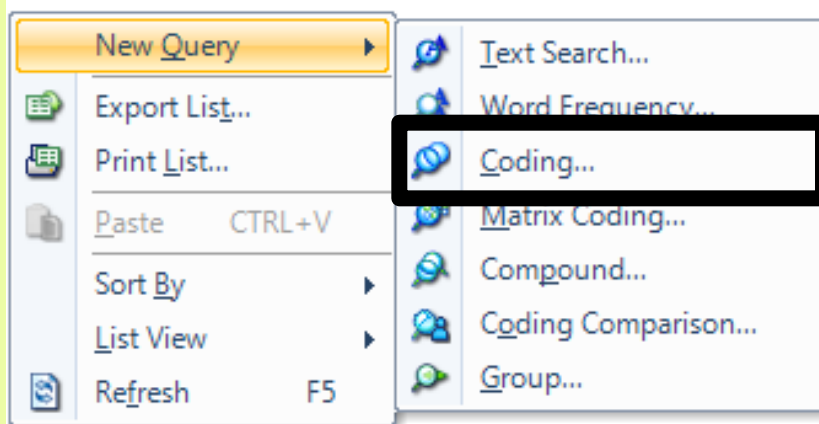 New Query
Export List...
Print List...
Paste CTRL+V
Sort By
List View
Refresh F5
Text Search...
Word Frequency...
Coding...
Matrix Coding...
Compound...
Coding Comparison...
Group...